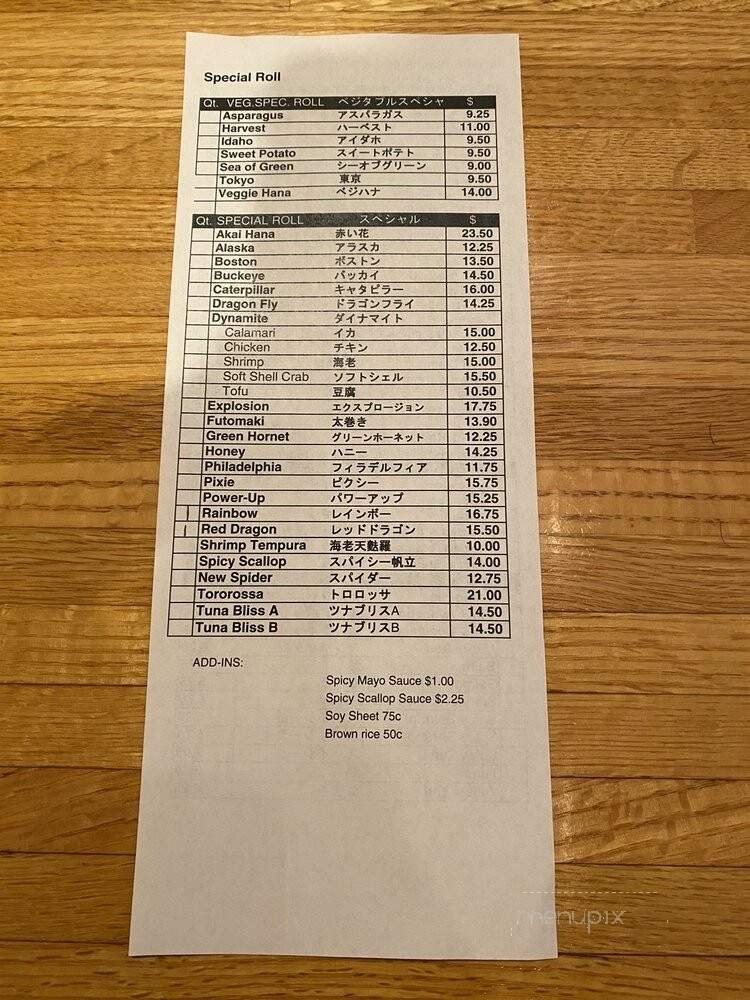 Special Roll
Qt. VEG.SPEC. ROLL ベジタブルスペシャ $
Asparagus アスパラガス 9.25
Harvest ハーベスト 11.00
Idaho アイダホ 9.50
Sweet Potato スイートポテト 9.50
Sea of Green シーオブグリーン 9.00
Tokyo 東京 9.50
Veggie Hana ベジハナ 14.00
Qt. SPECIAL ROLL スペシャル $
Akai Hana 赤い花 23.50
Alaska アラスカ 12.25
Boston ボストン 13.50
Buckeye バッカイ 14.50
Caterpillar キャタピラー 16.00
Dragon Fly ドラゴンフライ 14.25
Dynamite ダイナマイト
Calamari イカ 15.00
Chicken チキン 12.50
Shrimp 海老 15.00
Soft Shell Crab ソフトシェル 15.50
Tofu 豆腐 10.50
Explosion エクスプロージョン 17.75
Futomaki 太巻き 13.90
Green Hornet グリーンホーネット 12.25
Honey ハニー 14.25
Philadelphia フィラデルフィア 11.75
Pixie ピクシー 15.75
Power-Up パワーアップ 15.25
| Rainbow レインボー 16.75
| Red Dragon レッドドラゴン 15.50
Shrimp Tempura 海老天麩羅 10.00
Spicy Scallop スパイシー帆立 14.00
New Spider スパイダー 12.75
Tororossa トロロッサ 21.00
Tuna Bliss A ツナブリスA 14.50
Tuna Bliss B ツナブリスB 14.50
ADD-INS:
Spicy Mayo Sauce $1.00
Spicy Scallop Sauce $2.25
Soy Sheet 75c
Brown rice 50c
menupix